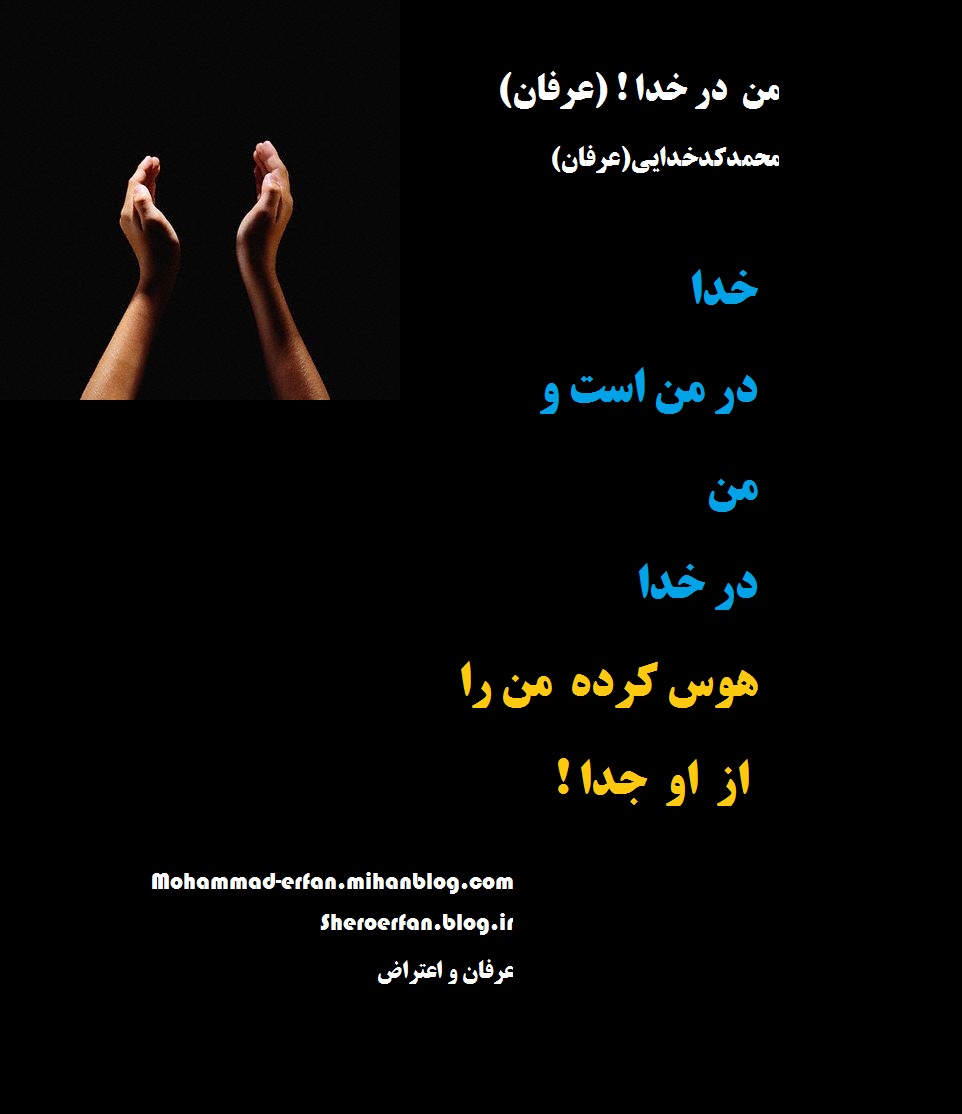 من در خدا ! (عرفان)
محمدکدخدایی(عرفان)
خدا
در من است و
من
در خدا
هوس کرده من را
از او جدا !
Mohammad-erfan.mihanblog.com
Sheroerfan.blog.ir
عرفان و اعتراض